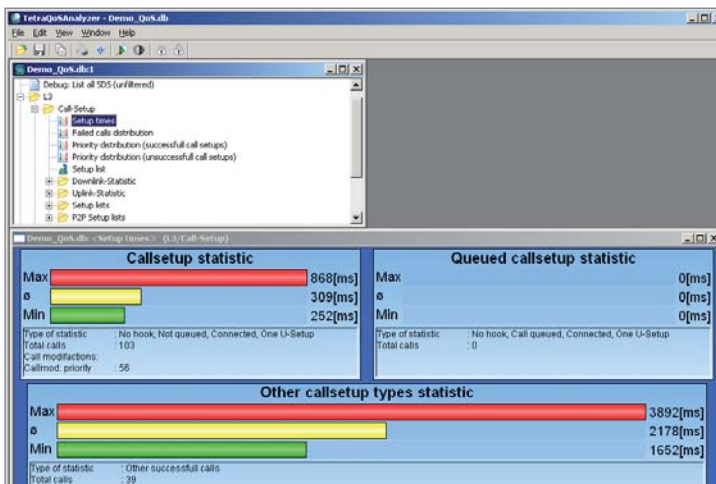 TetraQoSAnalyzer - Demo_QoS.db
File Edit View Window Help
Demo_QoS.db:1
Debug: List all SDS (unfiltered)
L3
Call-Setup
Setup times
Failed calls distribution
Priority distribution (successfull call setups)
Priority distribution (unsuccessfull call setups)
Setup list
Downlink-Statistic
Uplink-Statistic
Setup lists
P2P Setup lists
Demo_QoS.db: <Setup times> (L3/Call-Setup)
Callsetup statistic
Max 868[ms]
ø 309[ms]
Min 252[ms]
Type of statistic : No hook, Not queued, Connected, One U-Setup
Total calls : 103
Call modifactions:
Callmod. priority : 56
Queued callsetup statistic
Max 0[ms]
ø 0[ms]
Min 0[ms]
Type of statistic : No hook, Call queued, Connected, One U-Setup
Total calls : 0
Other callsetup types statistic
Max 3892[ms]
ø 2178[ms]
Min 1652[ms]
Type of statistic : Other successfull calls
Total calls : 39